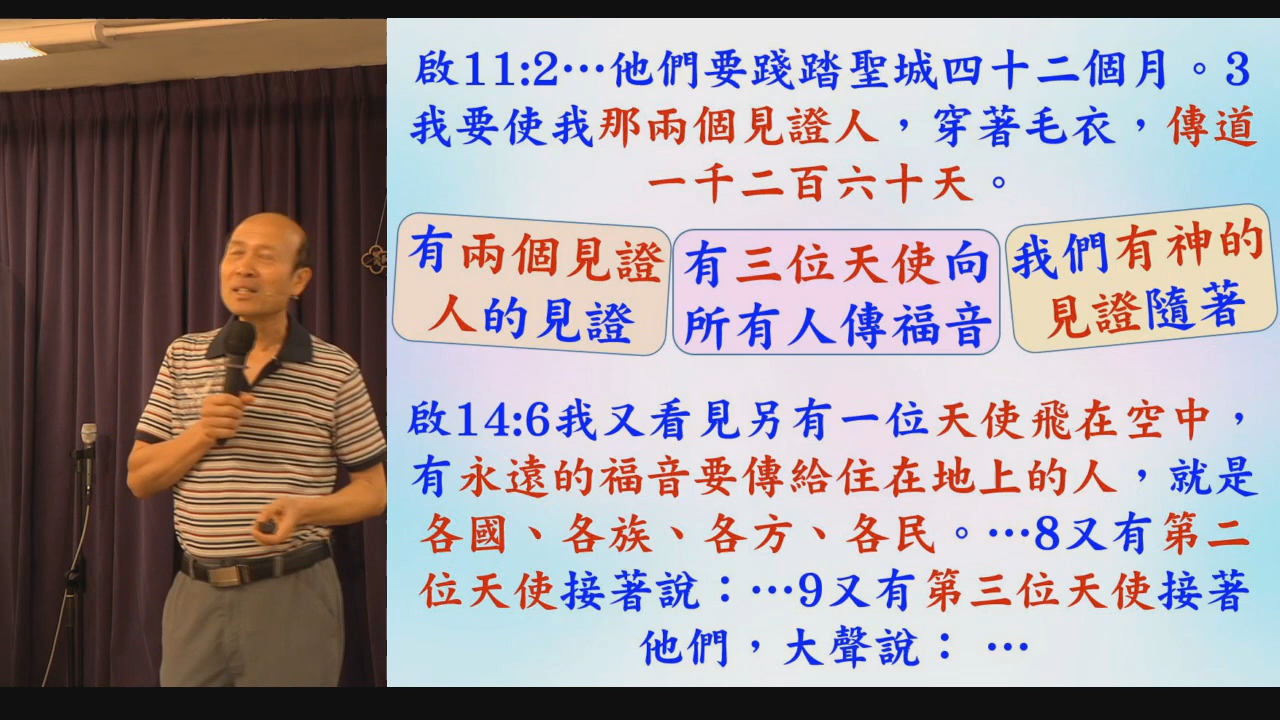 啟11:2…他們要踐踏聖城四十二個月。3
我要使我那兩個見證人，穿著毛衣，傳道
一千二百六十天。
有兩個見證
人的見證
有三位天使向
所有人傳福音
我們有神的
見證隨著
啟14:6我又看見另有一位天使飛在空中，
有永遠的福音要傳給住在地上的人，就是
各國、各族、各方、各民。…8又有第二
位天使接著說：…9又有第三位天使接著
他們，大聲說： …